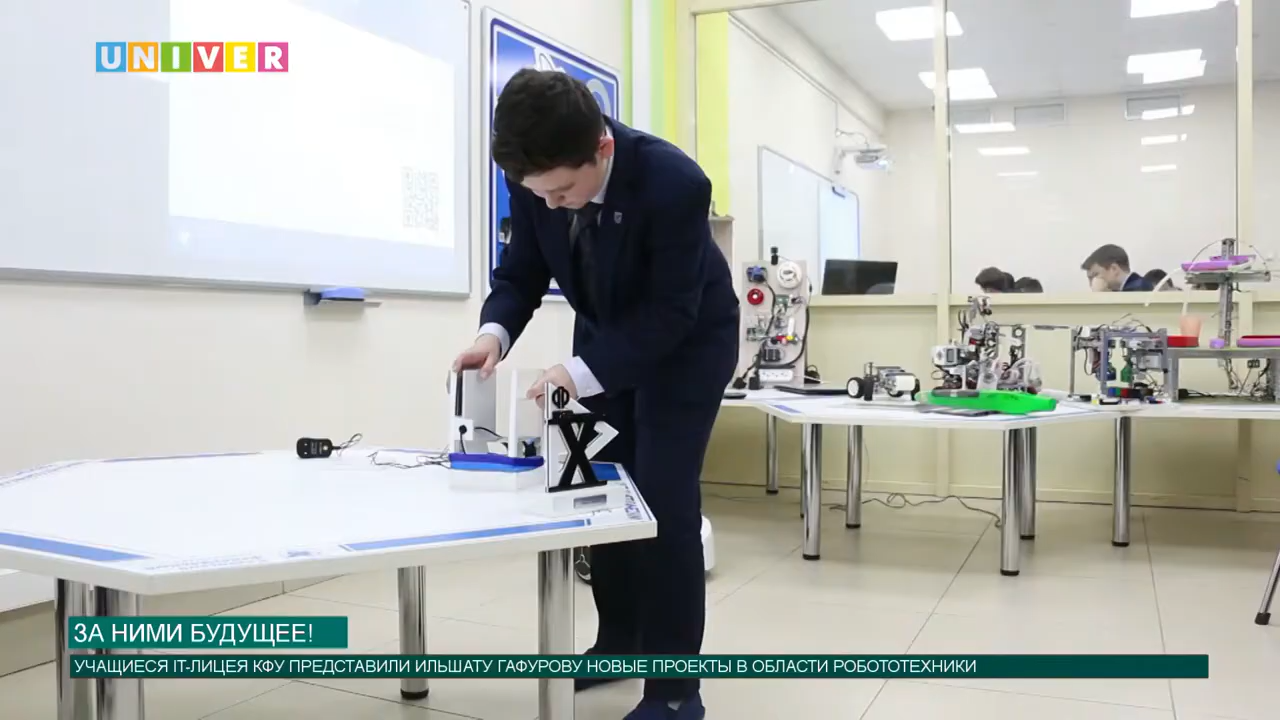 UNIVER
ЗА НИМИ БУДУЩЕЕ!
УЧАЩИЕСЯ IT-ЛИЦЕЯ КФУ ПРЕДСТАВИЛИ ИЛЬШАТУ ГАФУРОВУ НОВЫЕ ПРОЕКТЫ В ОБЛАСТИ РОБОТОТЕХНИКИ